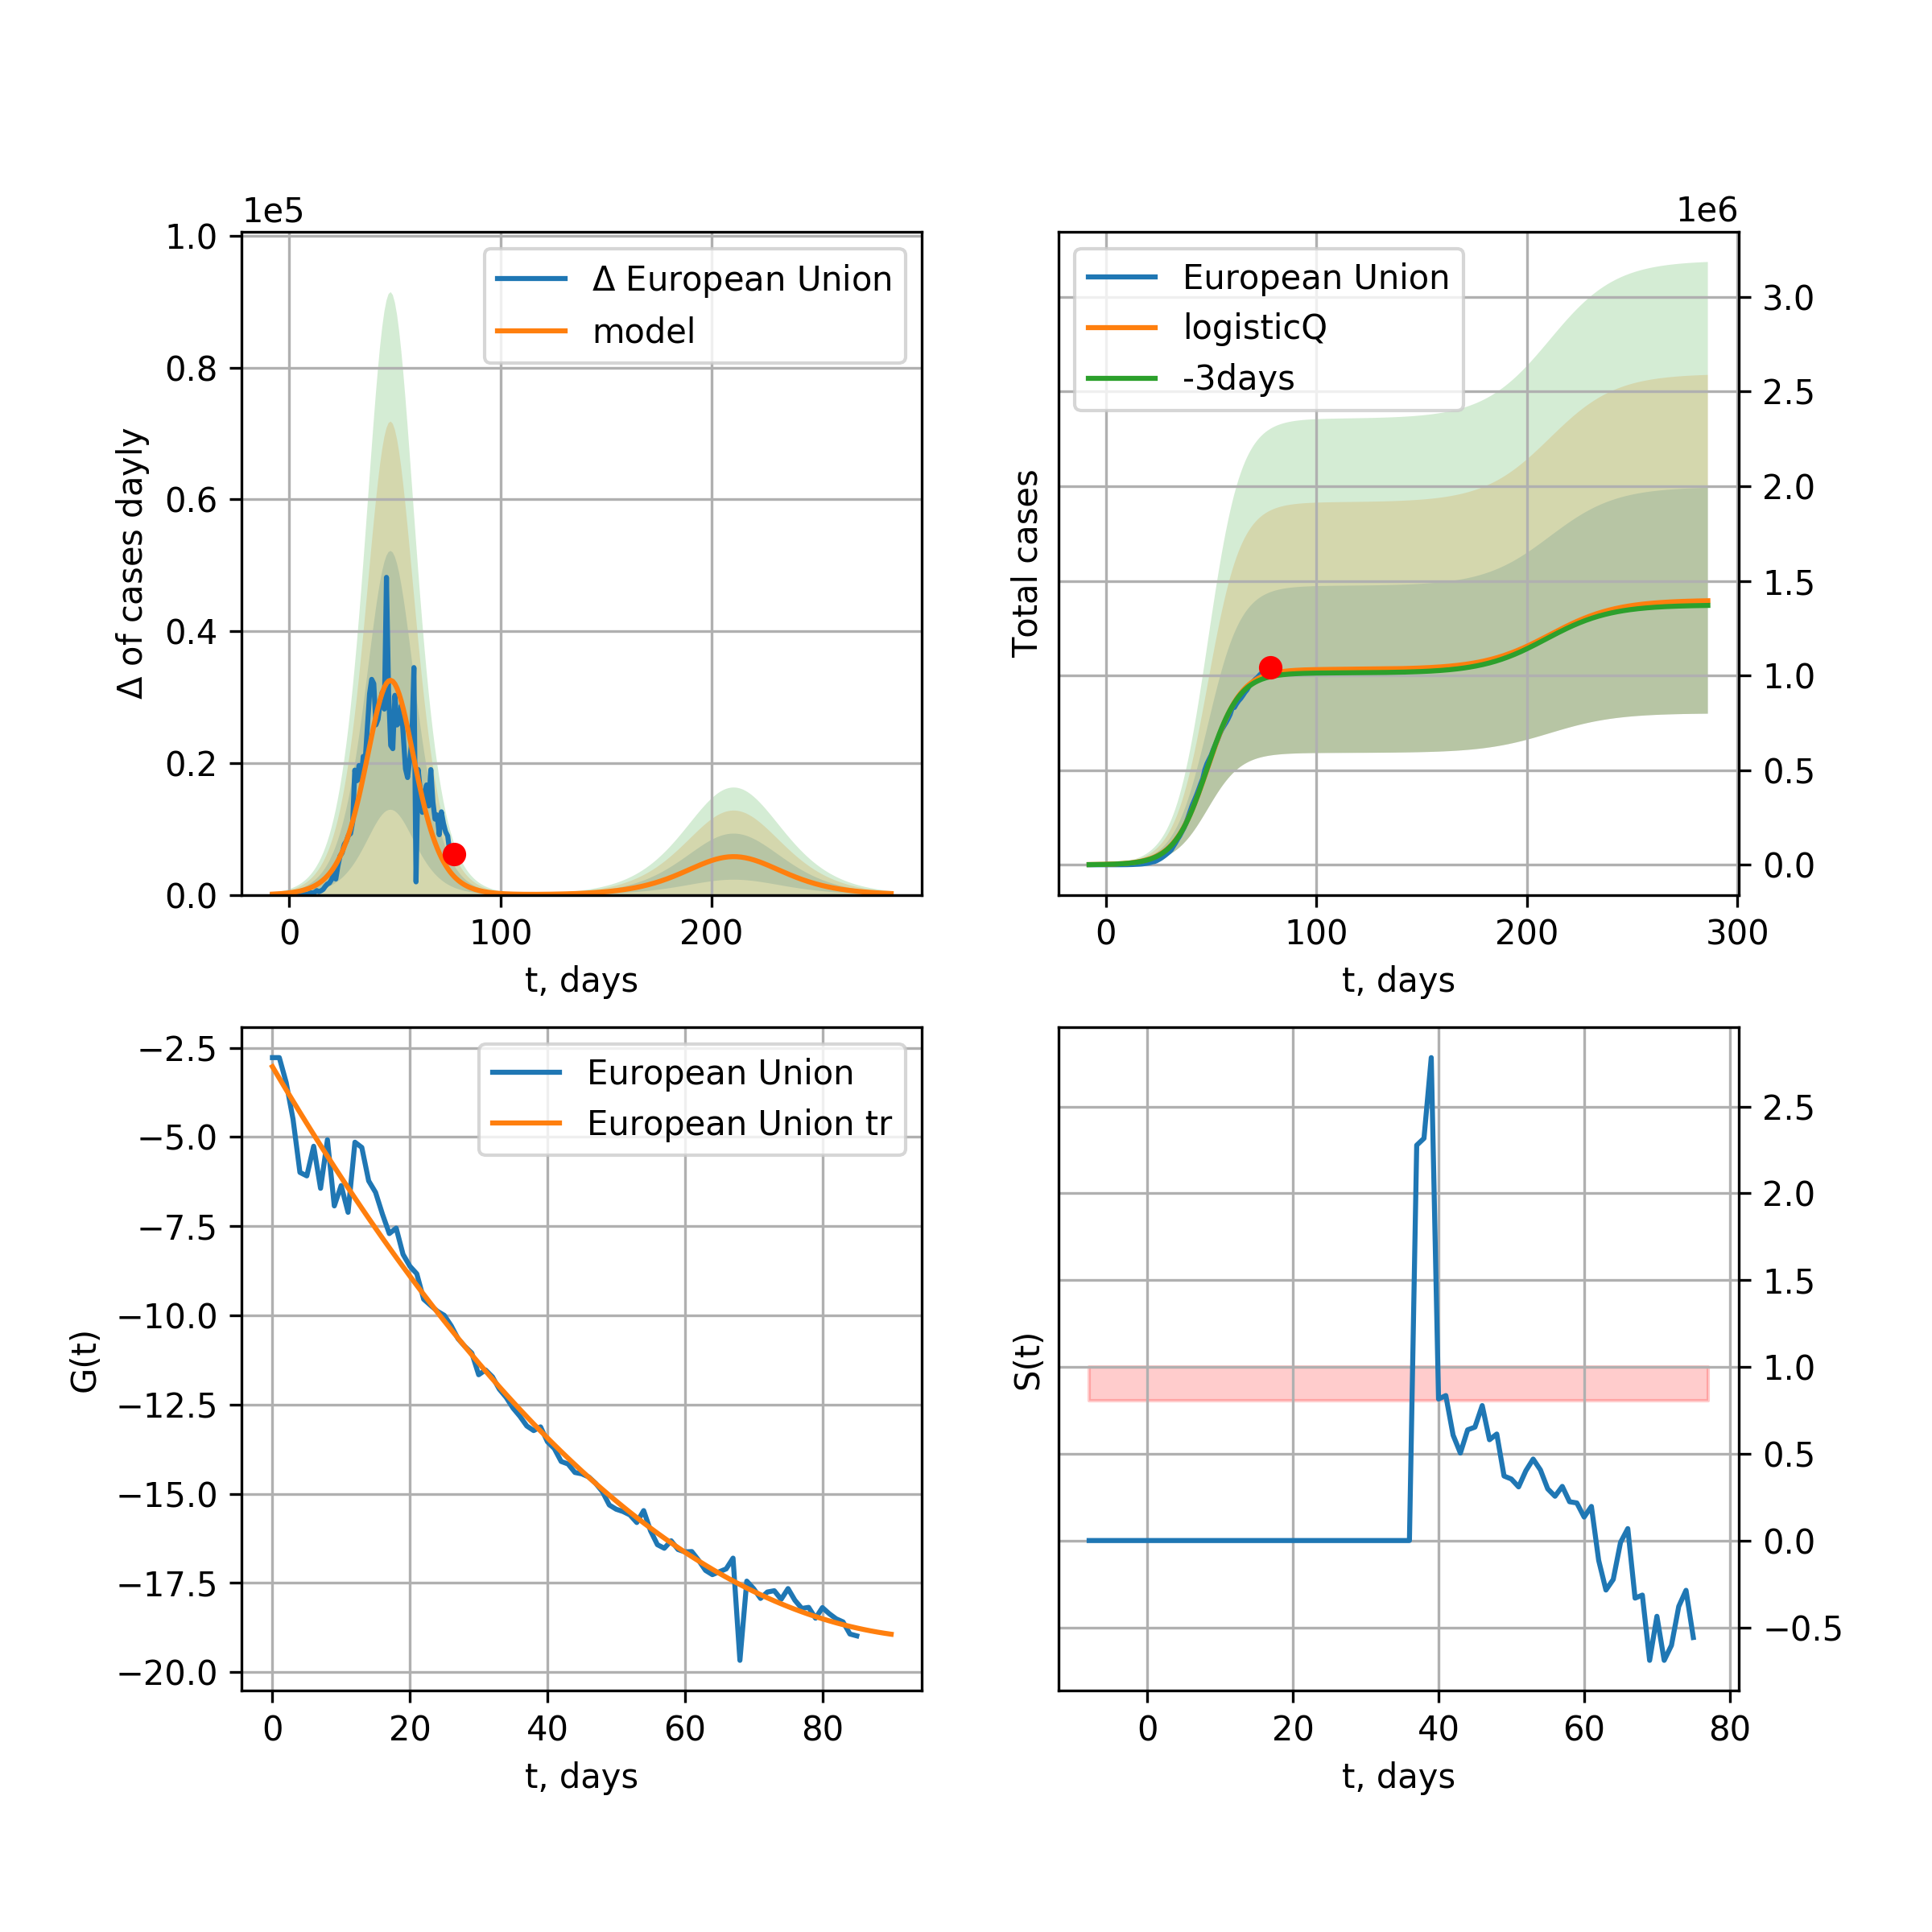 1e5
1.0
0.8
0.6
0.4
0.2
0.0
Δ of cases dayly
Δ European Union
model
0
100
200
t, days
1e6
European Union
logisticQ
-3days
Total cases
3.0
2.5
2.0
1.5
1.0
0.5
0.0
0
100
200
300
t, days
−2.5
−5.0
−7.5
−10.0
−12.5
−15.0
−17.5
−20.0
G(t)
European Union
European Union tr
0
20
40
60
80
t, days
S(t)
2.5
2.0
1.5
1.0
0.5
0.0
−0.5
0
20
40
60
80
t, days